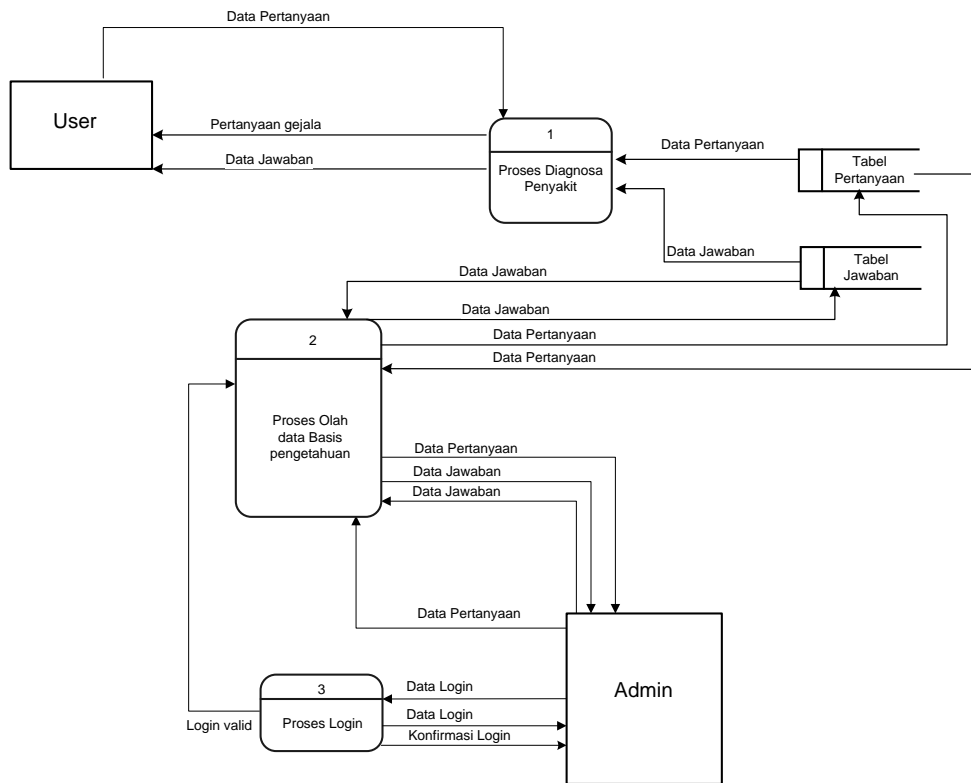 Data Pertanyaan
User
Pertanyaan gejala
Data Jawaban
1
Proses Diagnosa
Penyakit
Data Pertanyaan
Tabel
Pertanyaan
Data Jawaban
Tabel
Jawaban
Data Jawaban
Data Jawaban
2
Data Pertanyaan
Data Pertanyaan
Proses Olah
data Basis
pengetahuan
Data Pertanyaan
Data Jawaban
Data Jawaban
Data Pertanyaan
Admin
3
Proses Login
Data Login
Data Login
Konfirmasi Login
Login valid